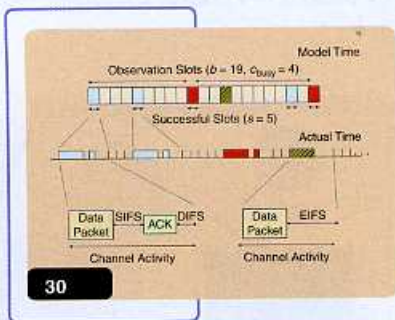 Model Time
Observation Slots (b = 19, c_busy = 4)
Successful Slots (s = 5)
Actual Time
Data Packet SIFS ACK DIFS
Data Packet EIFS
Channel Activity
Channel Activity
30